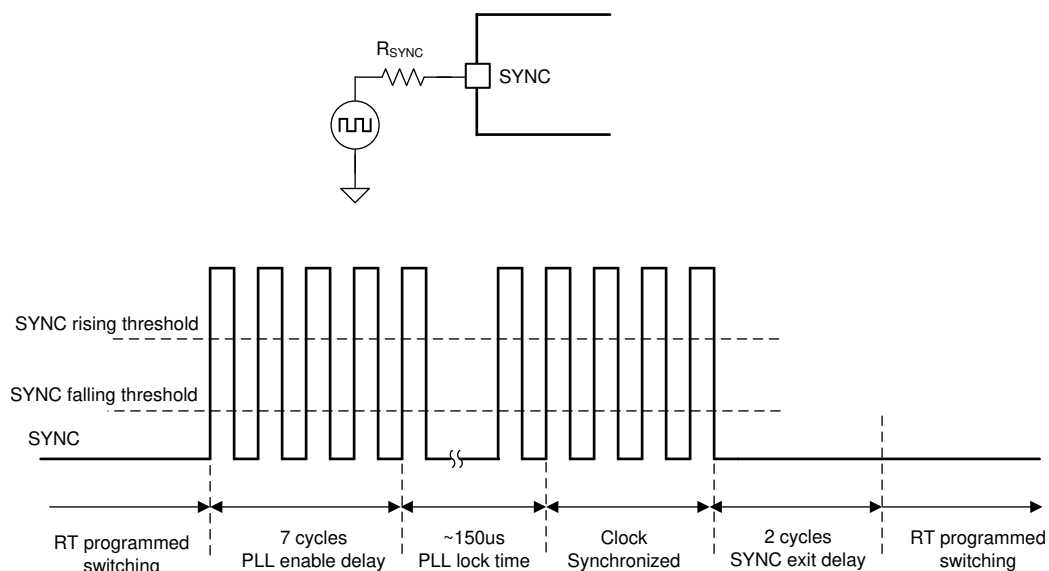 RSYNC
SYNC
SYNC rising threshold
SYNC falling threshold
SYNC
RT programmed
switching
7 cycles
PLL enable delay
~150us
PLL lock time
Clock
Synchronized
2 cycles
SYNC exit delay
RT programmed
switching